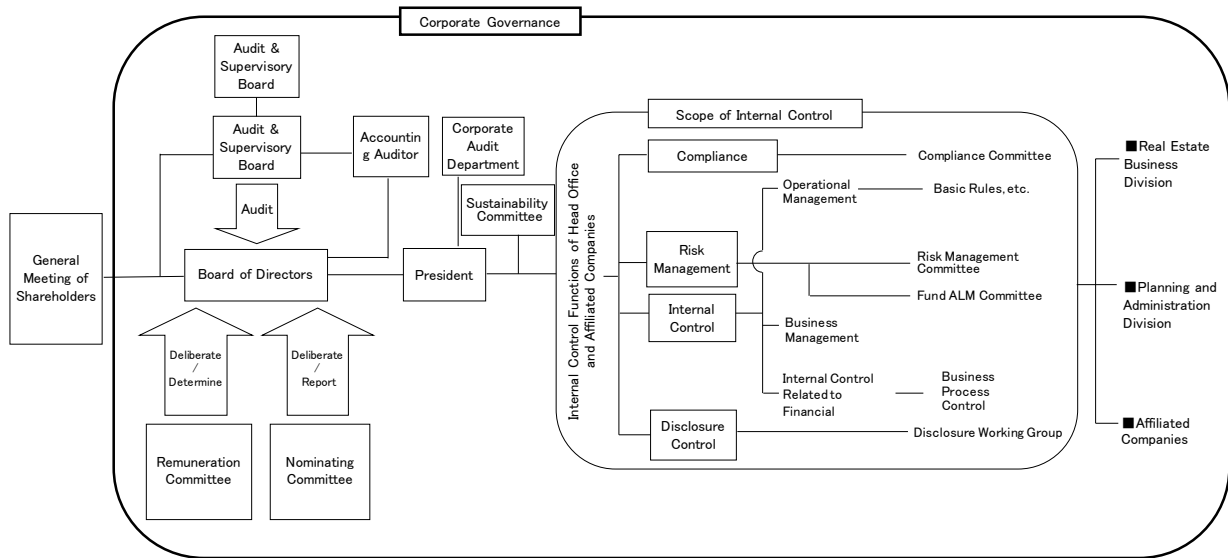 Corporate Governance
Audit &
Supervisory
Board
Audit &
Supervisory
Board
Accountin
g Auditor
Corporate
Audit
Department
Sustainability
Committee
Audit
General
Meeting of
Shareholders
Board of Directors
President
Deliberate
/
Determine
Deliberate
/
Report
Remuneration
Committee
Nominating
Committee
Internal Control Functions of Head Office
and Affiliated Companies
Scope of Internal Control
Compliance
Compliance Committee
Operational
Management
Basic Rules, etc.
Risk
Management
Risk Management
Committee
Fund ALM Committee
Internal
Control
Business
Management
Internal Control
Related to
Financial
Business
Process
Control
Disclosure
Control
Disclosure Working Group
■Real Estate
Business
Division
■Planning and
Administration
Division
■Affiliated
Companies